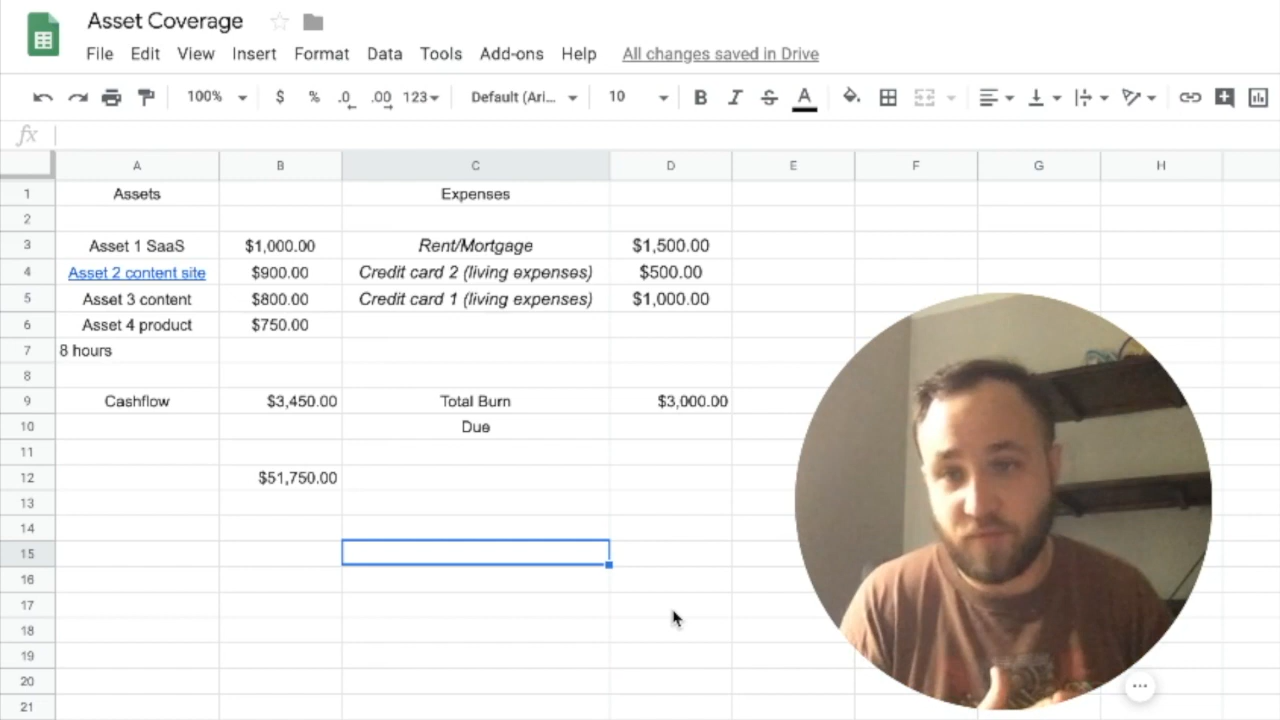 Asset Coverage
File Edit View Insert Format Data Tools Add-ons Help All changes saved in Drive
100% $ % .0 .00 123 Default (Ari... 10 B I S A
fx
A B C D E F G H
1 Assets Expenses
2
3 Asset 1 SaaS $1,000.00 Rent/Mortgage $1,500.00
4 Asset 2 content site $900.00 Credit card 2 (living expenses) $500.00
5 Asset 3 content $800.00 Credit card 1 (living expenses) $1,000.00
6 Asset 4 product $750.00
7 8 hours
8
9 Cashflow $3,450.00 Total Burn $3,000.00
10 Due
11
12 $51,750.00
13
14
15
16
17
18
19
20
21